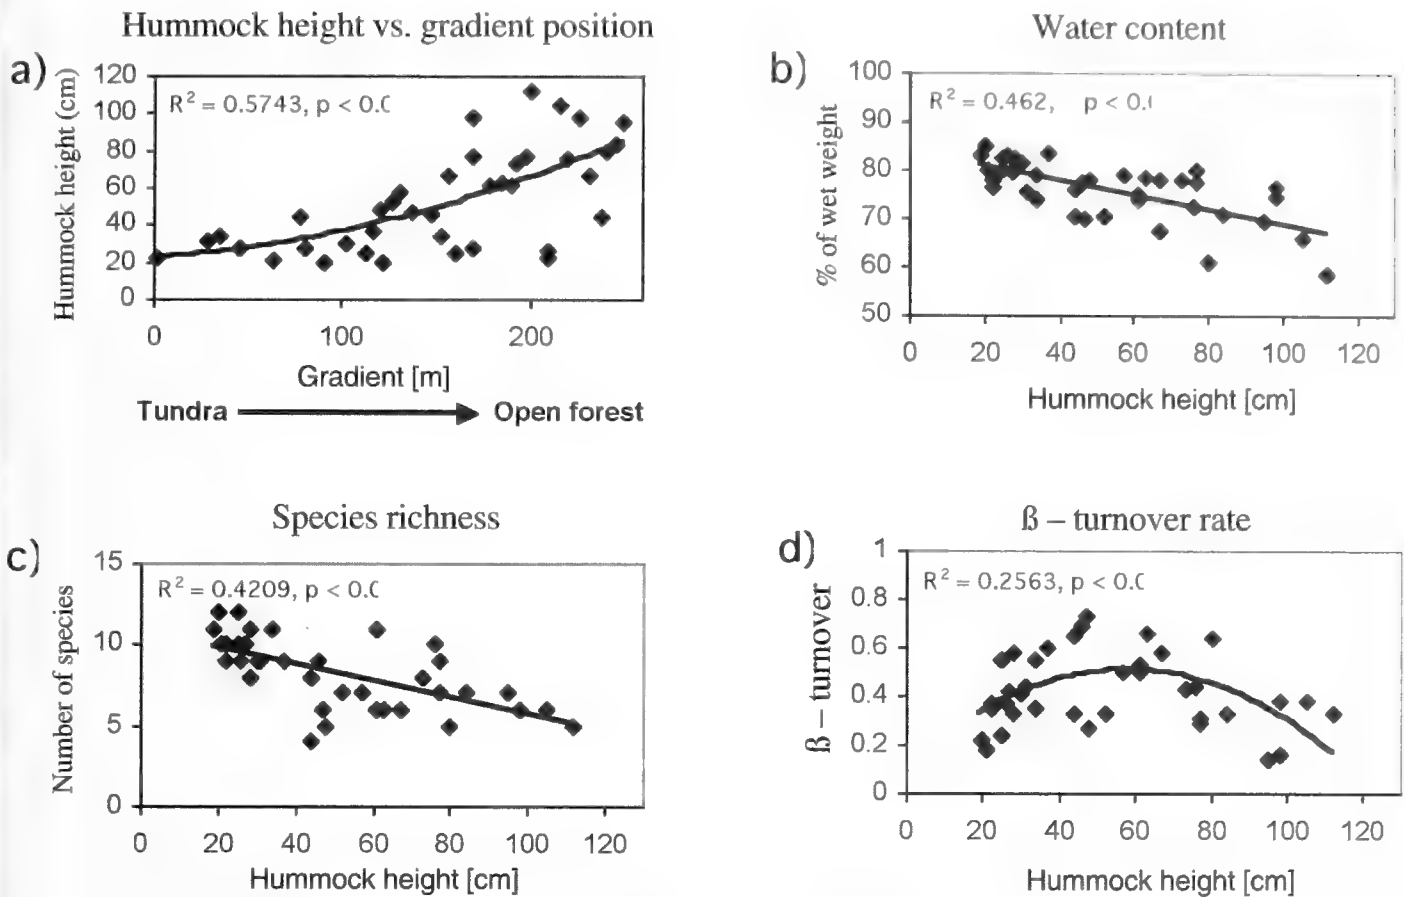 Hummock height vs. gradient position
a)
R² = 0.5743, p < 0.0
Hummock height (cm)
120
100
80
60
40
20
0
0
100
200
Gradient [m]
Tundra
Open forest
Water content
b)
R² = 0.462, p < 0.0
% of wet weight
100
90
80
70
60
50
0
20
40
60
80
100
120
Hummock height [cm]
Species richness
c)
R² = 0.4209, p < 0.0
Number of species
15
10
5
0
0
20
40
60
80
100
120
Hummock height [cm]
ß – turnover rate
d)
R² = 0.2563, p < 0.0
ß – turnover
1
0.8
0.6
0.4
0.2
0
0
20
40
60
80
100
120
Hummock height [cm]